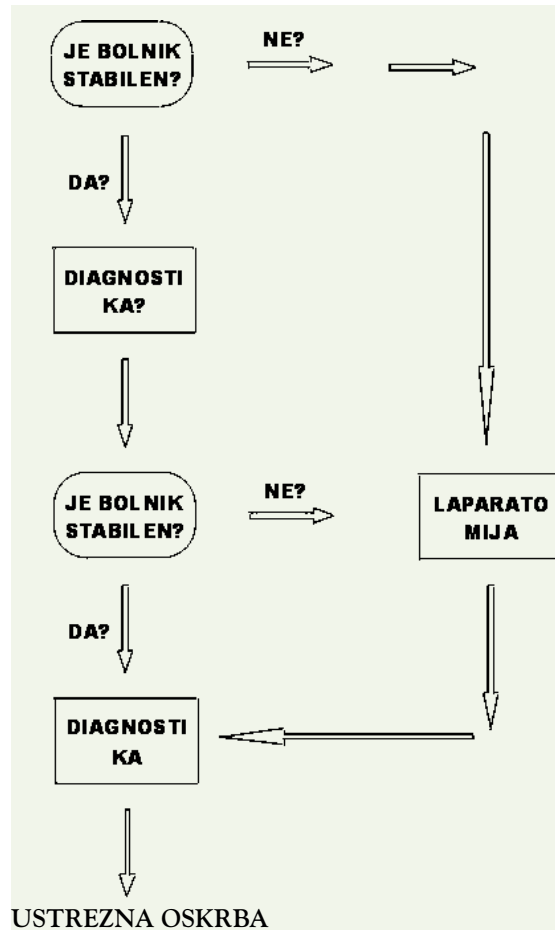 JE BOLNIK
STABILEN?
NE?
DA?
DIAGNOSTI
KA?
JE BOLNIK
STABILEN?
NE?
LAPARATO
MIJA
DA?
DIAGNOSTI
KA
USTREZNA OSKRBA